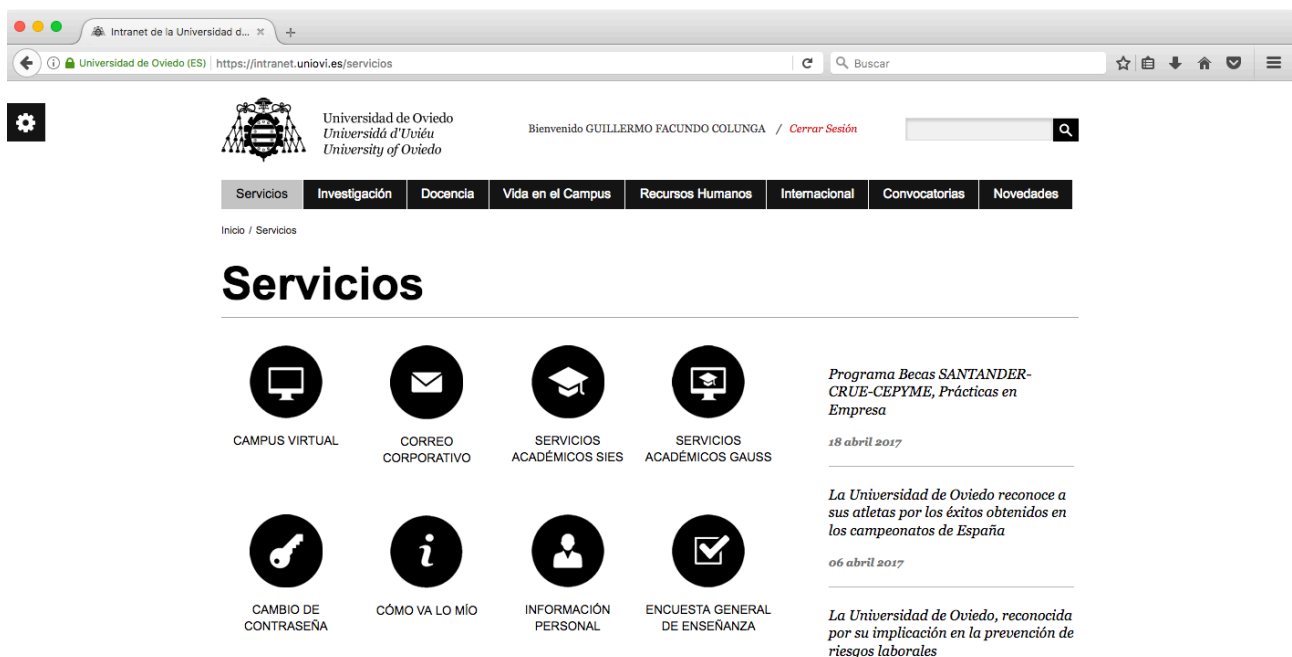 Intranet de la Universidad d...
Universidad de Oviedo (ES)
https://intranet.uniovi.es/servicios
Buscar
Universidad de Oviedo
Universidá d'Uviéu
University of Oviedo
Bienvenido GUILLERMO FACUNDO COLUNGA / Cerrar Sesión
Servicios Investigación Docencia Vida en el Campus Recursos Humanos Internacional Convocatorias Novedades
Inicio / Servicios
Servicios
CAMPUS VIRTUAL
CORREO
CORPORATIVO
SERVICIOS
ACADÉMICOS SIES
SERVICIOS
ACADÉMICOS GAUSS
CAMBIO DE
CONTRASEÑA
CÓMO VA LO MÍO
INFORMACIÓN
PERSONAL
ENCUESTA GENERAL
DE ENSEÑANZA
Programa Becas SANTANDER-
CRUE-CEPYME, Prácticas en
Empresa
18 abril 2017
La Universidad de Oviedo reconoce a
sus atletas por los éxitos obtenidos en
los campeonatos de España
06 abril 2017
La Universidad de Oviedo, reconocida
por su implicación en la prevención de
riesgos laborales